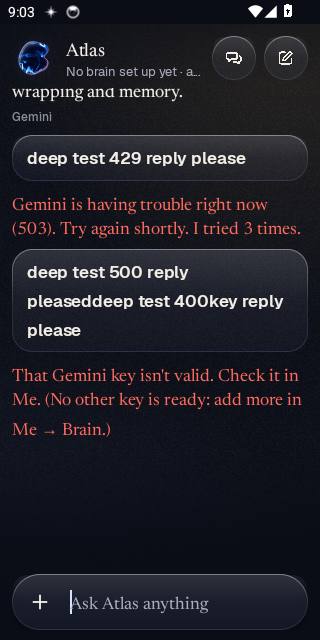 9:03
Atlas
No brain set up yet · a...
wrapping and memory.
Gemini
deep test 429 reply please
Gemini is having trouble right now
(503). Try again shortly. I tried 3 times.
deep test 500 reply
pleaseddeep test 400key reply
please
That Gemini key isn't valid. Check it in
Me. (No other key is ready: add more in
Me → Brain.)
Ask Atlas anything